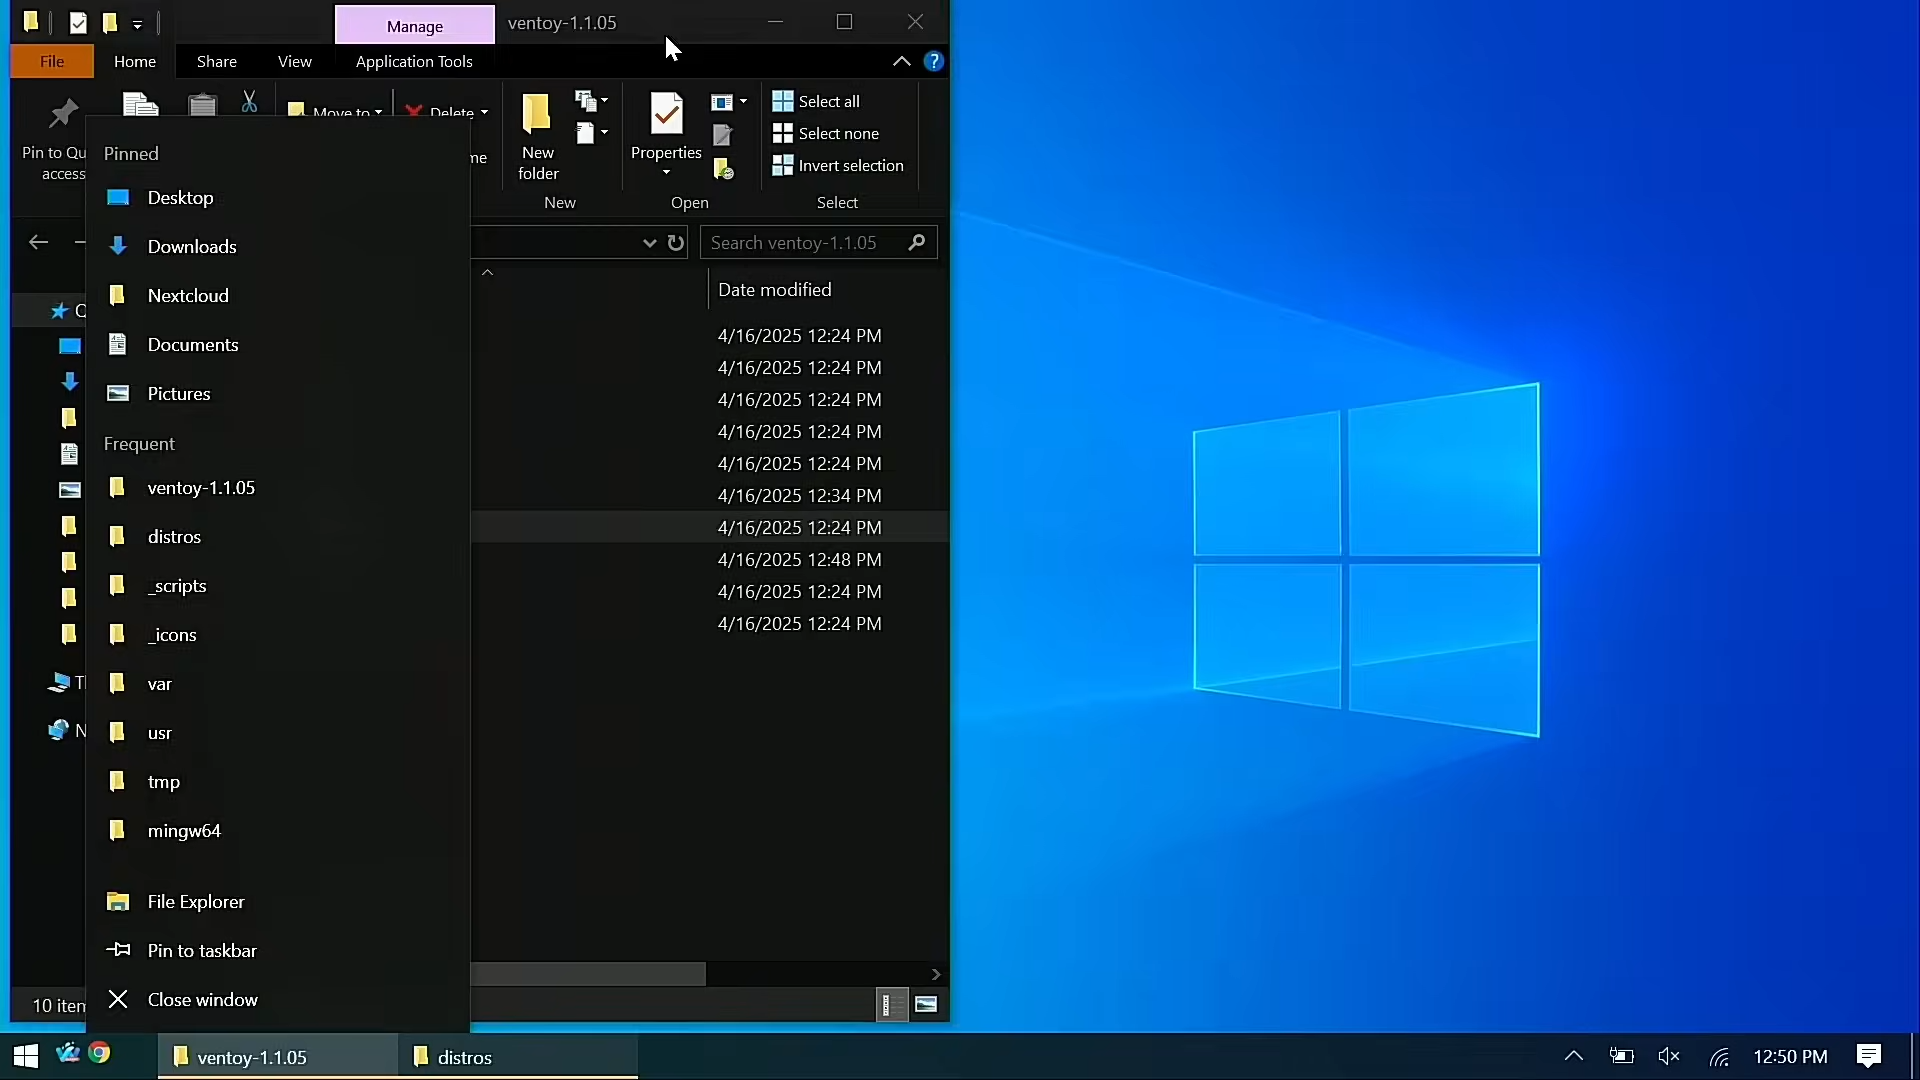 Manage
ventoy-1.1.05
File
Home
Share
View
Application Tools
Move to
Delete
Select all
Select none
Invert selection
Pin to Qu
access
me
New
folder
Properties
New
Open
Select
Search ventoy-1.1.05
Date modified
4/16/2025 12:24 PM
4/16/2025 12:24 PM
4/16/2025 12:24 PM
4/16/2025 12:24 PM
4/16/2025 12:24 PM
4/16/2025 12:34 PM
4/16/2025 12:24 PM
4/16/2025 12:48 PM
4/16/2025 12:24 PM
4/16/2025 12:24 PM
Pinned
Desktop
Downloads
Nextcloud
Documents
Pictures
Frequent
ventoy-1.1.05
distros
_scripts
_icons
var
usr
tmp
mingw64
File Explorer
Pin to taskbar
Close window
10 item
ventoy-1.1.05
distros
12:50 PM